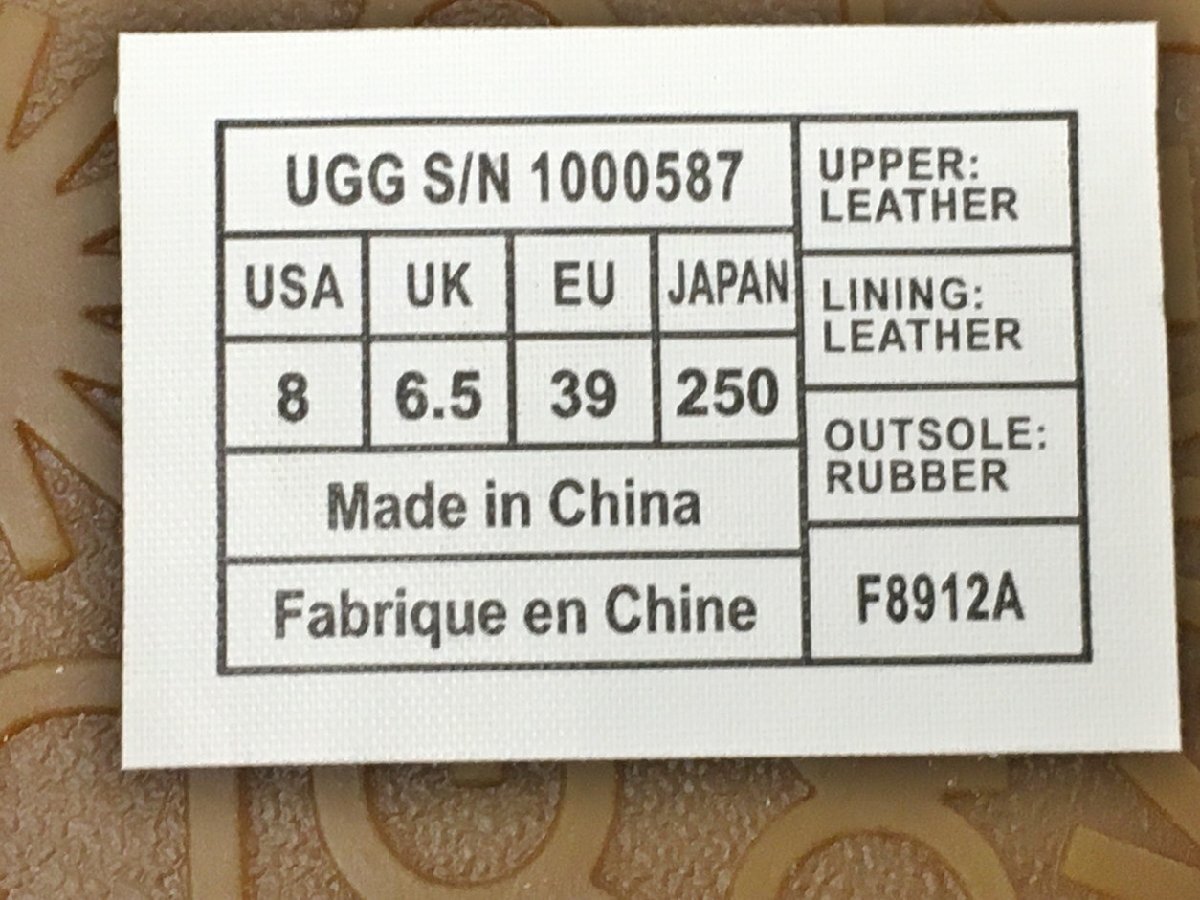 UGG S/N 1000587
USA UK EU JAPAN
8 6.5 39 250
Made in China
Fabrique en Chine
UPPER:
LEATHER
LINING:
LEATHER
OUTSOLE:
RUBBER
F8912A